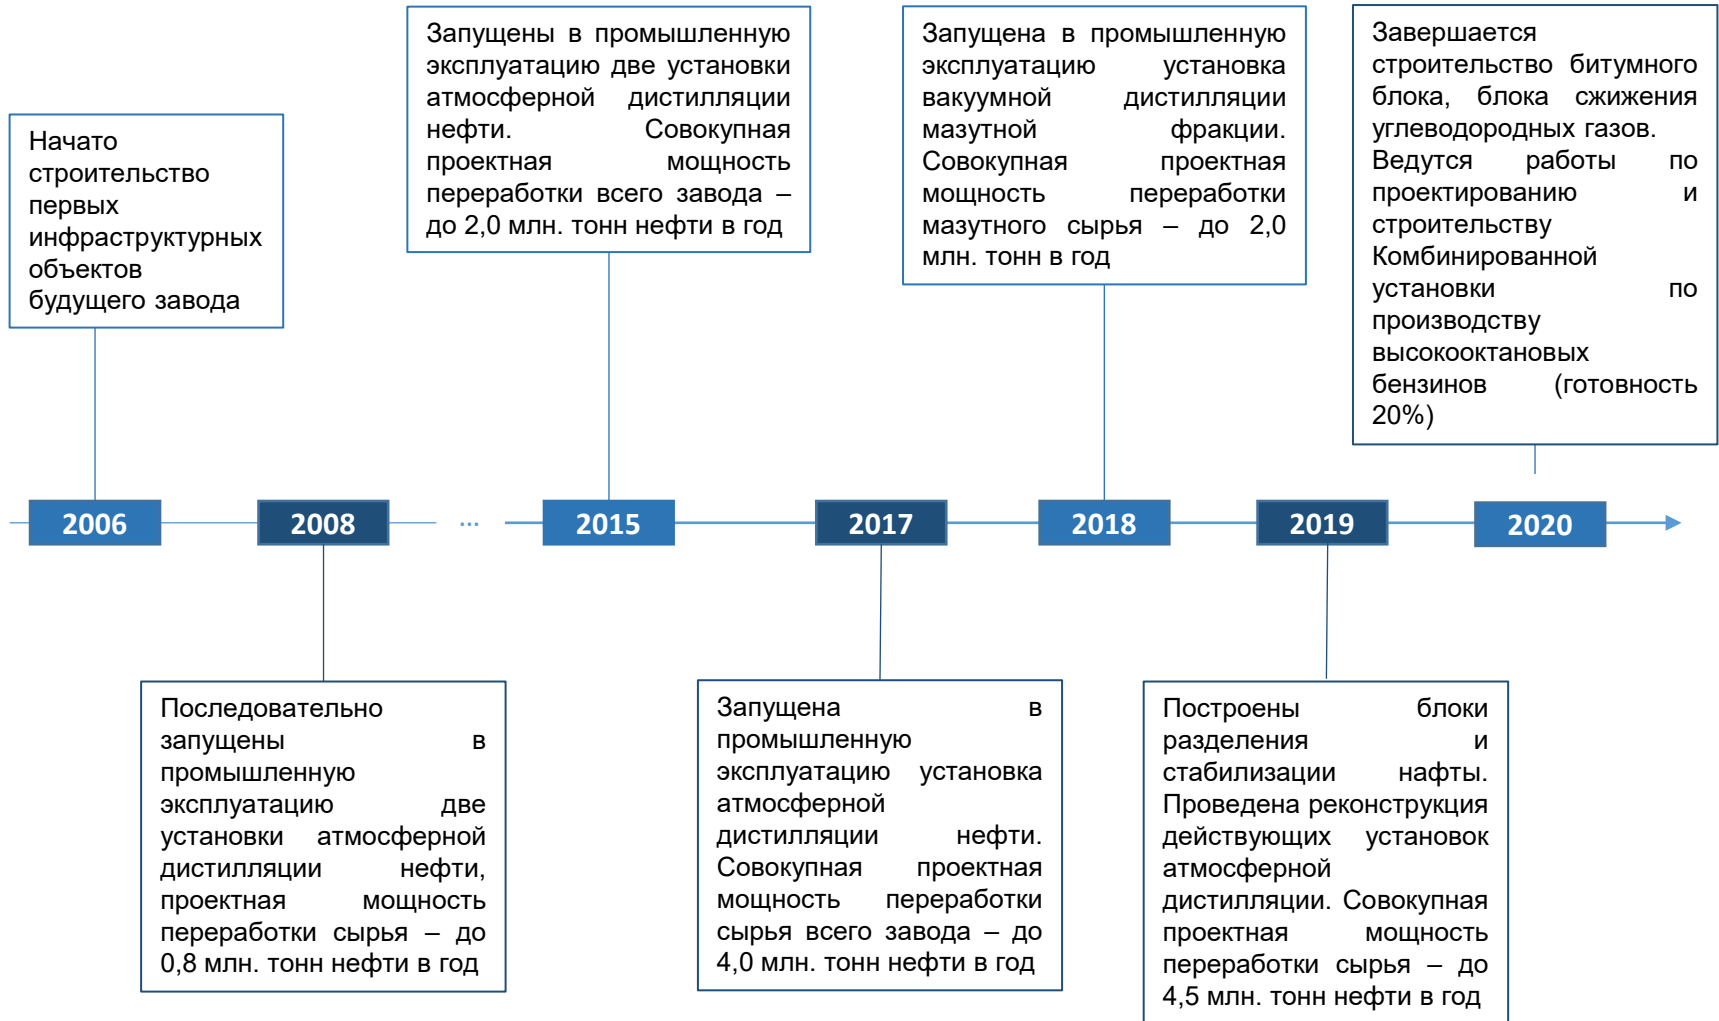 Начато
строительство
первых
инфраструктурных
объектов
будущего завода
Запущены в промышленную
эксплуатацию две установки
атмосферной дистилляции
нефти. Совокупная
проектная мощность
переработки всего завода –
до 2,0 млн. тонн нефти в год
Запущена в промышленную
эксплуатацию установка
вакуумной дистилляции
мазутной фракции.
Совокупная проектная
мощность переработки
мазутного сырья – до 2,0
млн. тонн в год
Завершается
строительство битумного
блока, блока сжижения
углеводородных газов.
Ведутся работы по
проектированию и
строительству
Комбинированной
установки по
производству
высокооктановых
бензинов (готовность
20%)
2006 2008 ... 2015 2017 2018 2019 2020
Последовательно
запущены в
промышленную
эксплуатацию две
установки атмосферной
дистилляции нефти,
проектная мощность
переработки сырья – до
0,8 млн. тонн нефти в год
Запущена в
промышленную
эксплуатацию установка
атмосферной
дистилляции нефти.
Совокупная проектная
мощность переработки
сырья всего завода – до
4,0 млн. тонн нефти в год
Построены блоки
разделения и
стабилизации нафты.
Проведена реконструкция
действующих установок
атмосферной
дистилляции. Совокупная
проектная мощность
переработки сырья – до
4,5 млн. тонн нефти в год